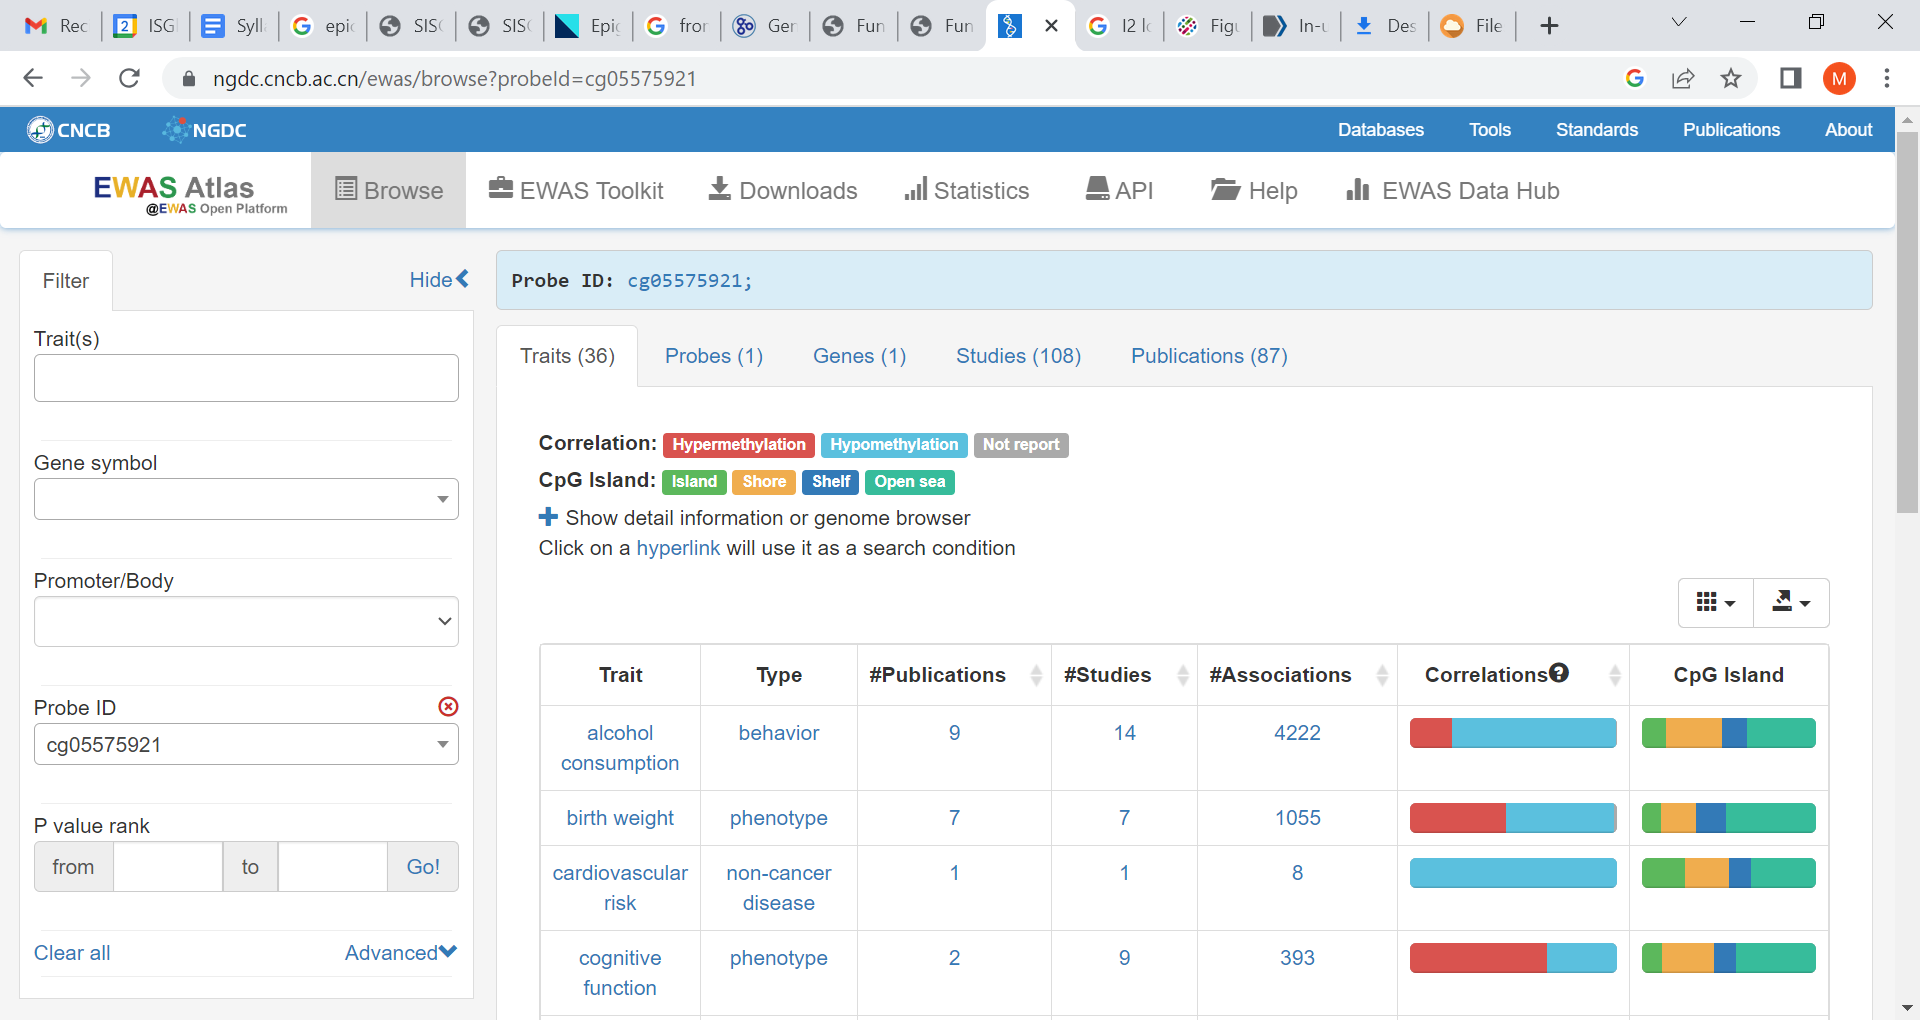 Rec
2
ISGI
Syll
epic
SISC
SISC
Epig
fror
Ger
Fun
Fun
I2 lo
Figu
In-u
Des
File
ngdc.cncb.ac.cn/ewas/browse?probeId=cg05575921
M
CNCB
NGDC
Databases
Tools
Standards
Publications
About
EWAS Atlas
@EWAS Open Platform
Browse
EWAS Toolkit
Downloads
Statistics
API
Help
EWAS Data Hub
Filter
Hide
Trait(s)
Gene symbol
Promoter/Body
Probe ID
cg05575921
P value rank
from
to
Go!
Clear all
Advanced
Probe ID: cg05575921;
Traits (36)
Probes (1)
Genes (1)
Studies (108)
Publications (87)
Correlation: Hypermethylation Hypomethylation Not report
CpG Island: Island Shore Shelf Open sea
Show detail information or genome browser
Click on a hyperlink will use it as a search condition
Trait Type #Publications #Studies #Associations Correlations? CpG Island
alcohol consumption behavior 9 14 4222
birth weight phenotype 7 7 1055
cardiovascular risk non-cancer disease 1 1 8
cognitive function phenotype 2 9 393